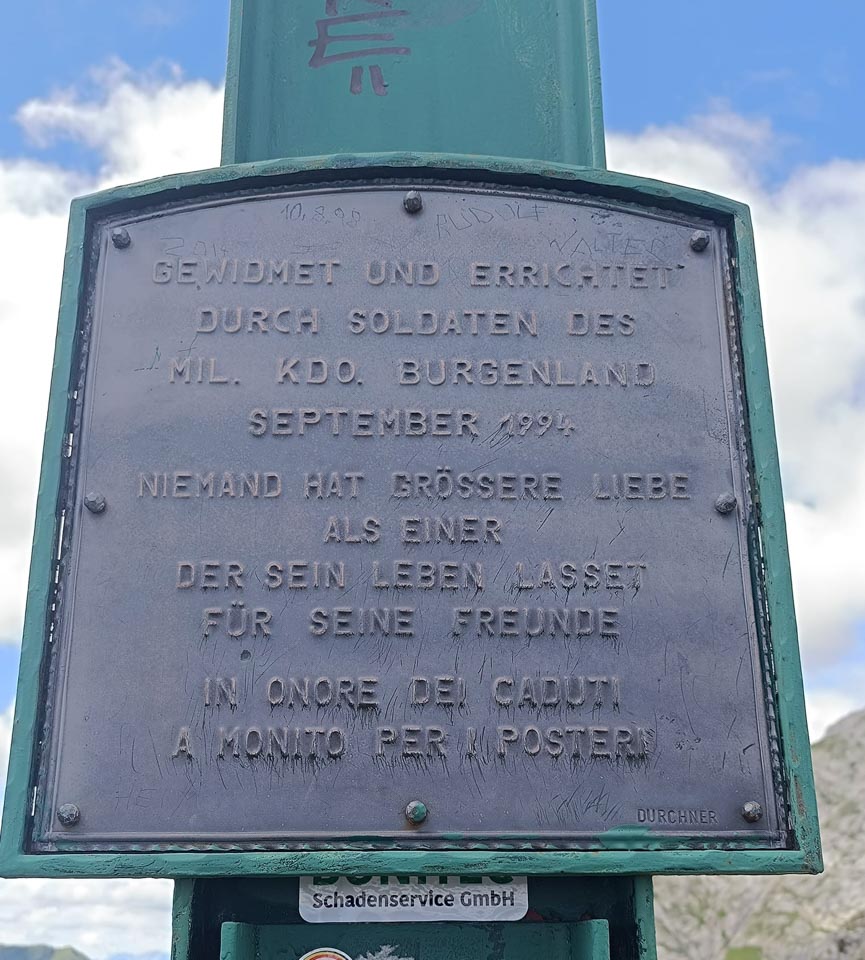 10.8.98 RUDOLF
WALTER
GEWIDMET UND ERRICHTET
DURCH SOLDATEN DES
MIL. KDO. BURGENLAND
SEPTEMBER 1994
NIEMAND HAT GRÖSSERE LIEBE
ALS EINER
DER SEIN LEBEN LASSET
FÜR SEINE FREUNDE
IN ONORE DEI CADUTI
A MONITO PER I POSTERI
DURCHNER
Schadenservice GmbH